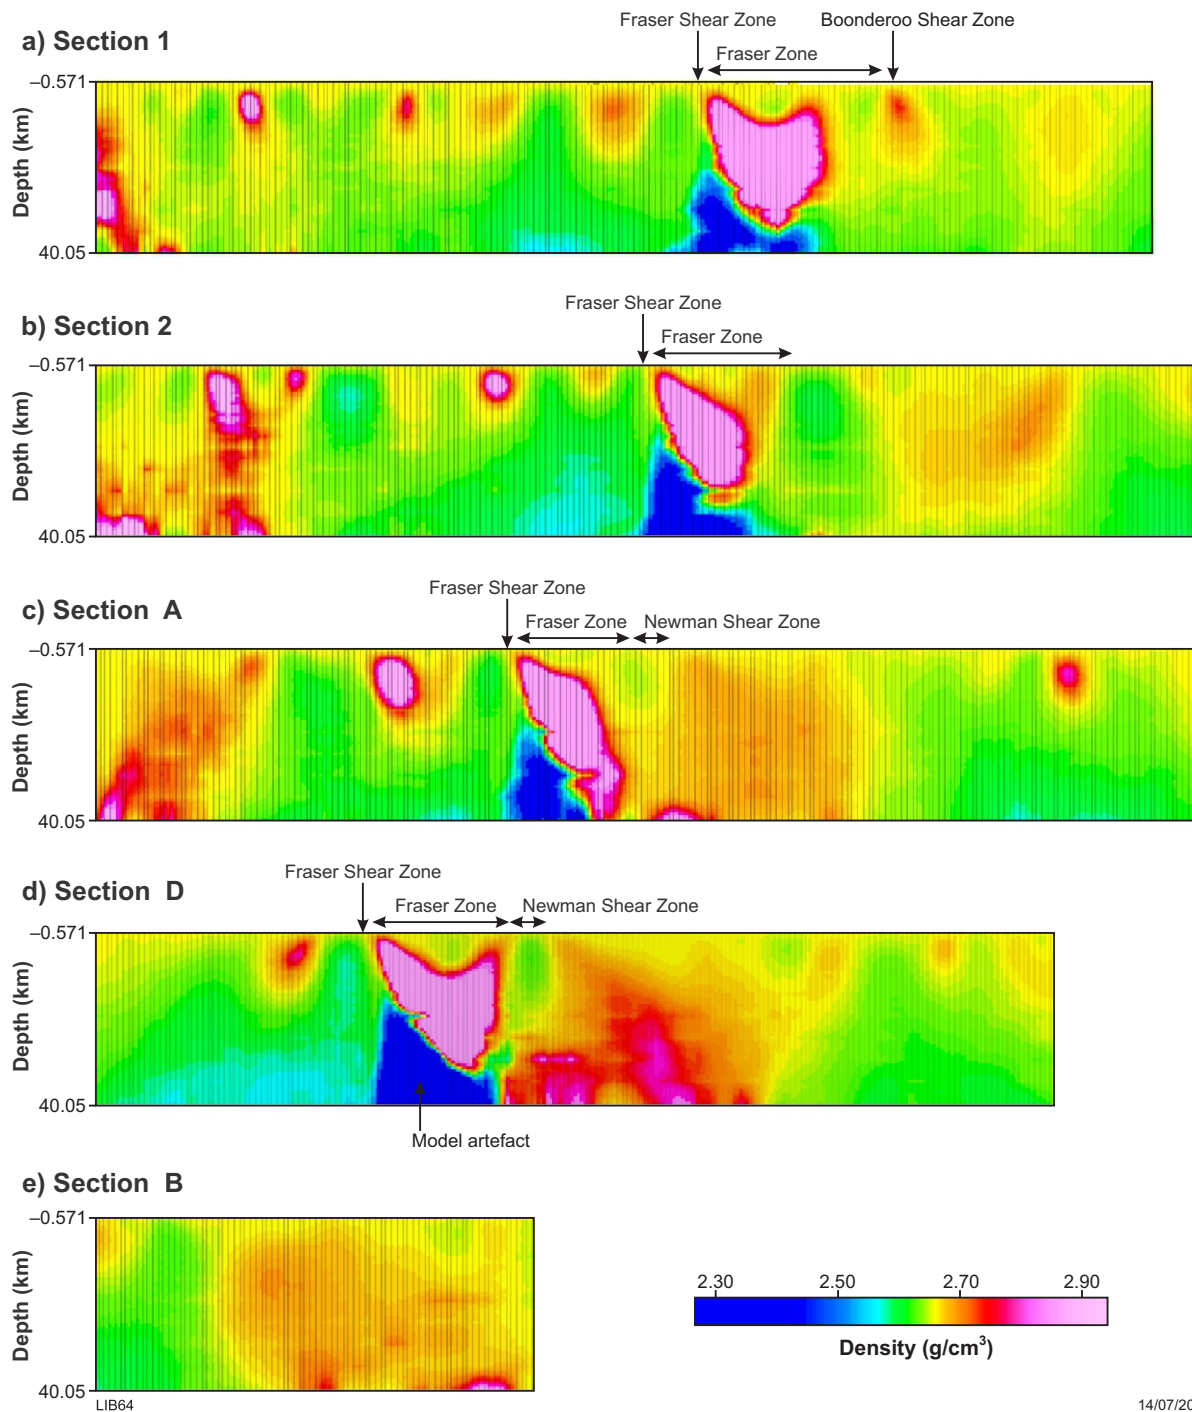 Fraser Shear Zone Boonderoo Shear Zone
a) Section 1
Fraser Zone
–0.571
Depth (km)
40.05
Fraser Shear Zone
b) Section 2
Fraser Zone
–0.571
Depth (km)
40.05
Fraser Shear Zone
c) Section A
Fraser Zone Newman Shear Zone
–0.571
Depth (km)
40.05
Fraser Shear Zone
d) Section D
Fraser Zone Newman Shear Zone
–0.571
Depth (km)
40.05
Model artefact
e) Section B
–0.571
Depth (km)
40.05
2.30 2.50 2.70 2.90
Density (g/cm³)
LIB64 14/07/20